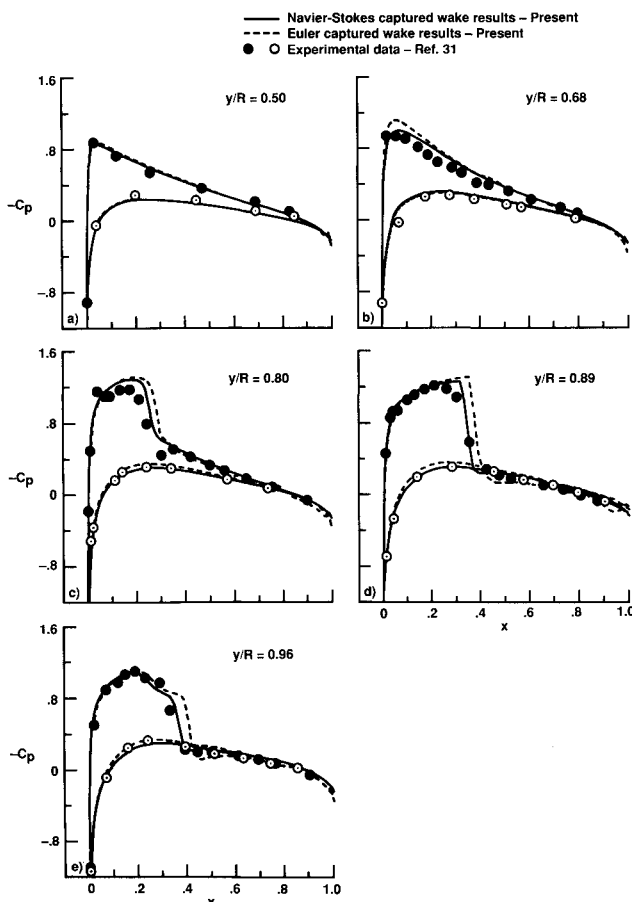 Navier-Stokes captured wake results – Present
Euler captured wake results – Present
Experimental data – Ref. 31
1.6
.8
0
-.8
–Cp
y/R = 0.50
a)
y/R = 0.68
b)
1.6
.8
0
-.8
–Cp
y/R = 0.80
c)
y/R = 0.89
d)
0 .2 .4 .6 .8 1.0
x
1.6
.8
0
-.8
–Cp
y/R = 0.96
e)
0 .2 .4 .6 .8 1.0
x